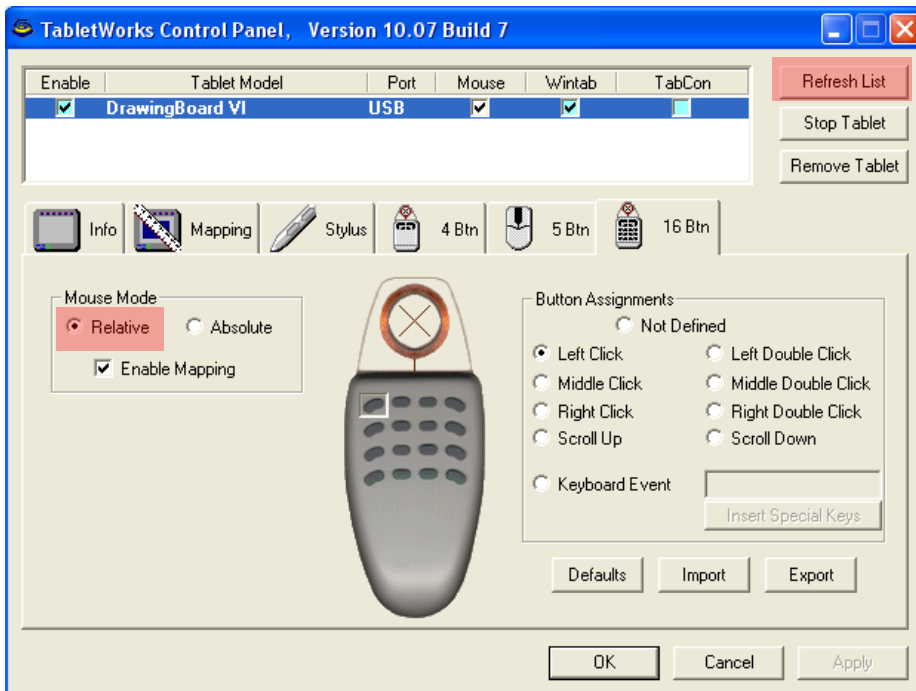 TabletWorks Control Panel, Version 10.07 Build 7
Enable Tablet Model Port Mouse Wintab TabCon
DrawingBoard VI USB
Refresh List
Stop Tablet
Remove Tablet
Info Mapping Stylus 4 Btn 5 Btn 16 Btn
Mouse Mode
Relative Absolute
Enable Mapping
Button Assignments
Not Defined
Left Click Left Double Click
Middle Click Middle Double Click
Right Click Right Double Click
Scroll Up Scroll Down
Keyboard Event
Insert Special Keys
Defaults Import Export
OK Cancel Apply